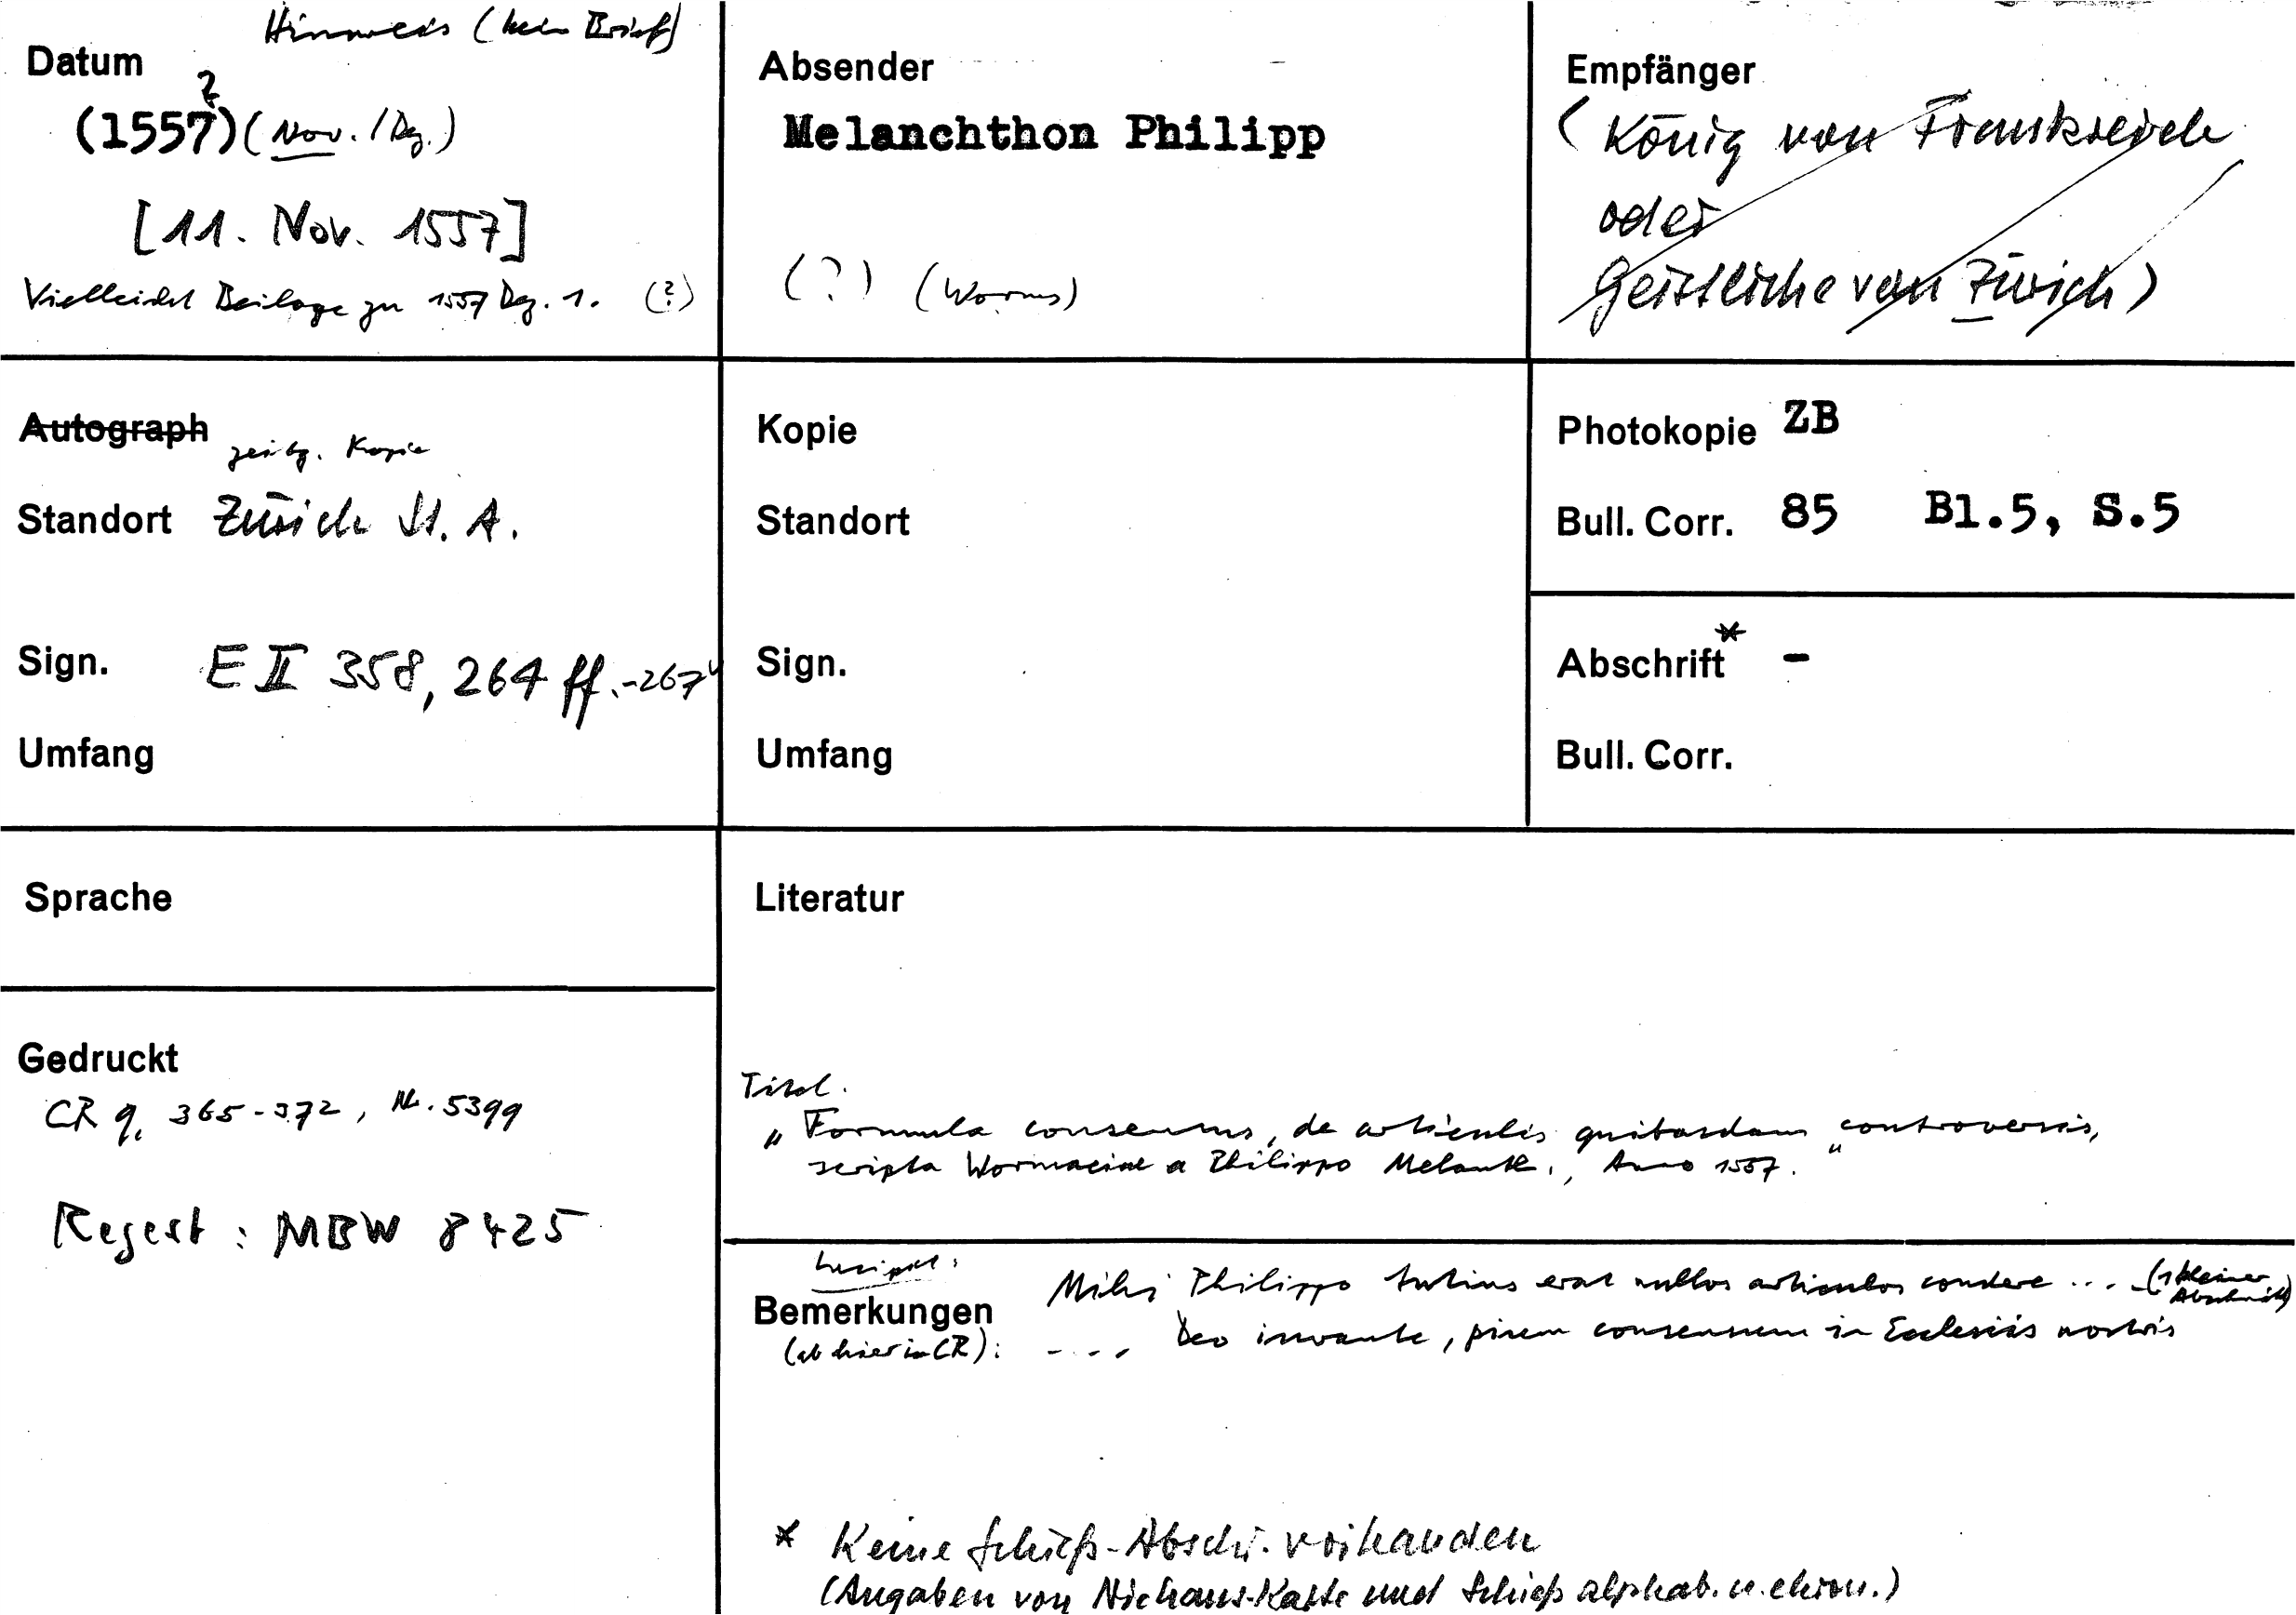 Hinweis (kein Brief)
Datum
(1557?) (Nov./Dez.)
[11. Nov. 1557]
Vielleicht Beilage zu 1557 Dez. 1. (?)
Absender
Melanchthon Philipp
(?) (Worms)
Empfänger
(König von Frankreich
oder
Geistliche von Zürich)
Autograph zeitg. Kopie
Standort Zürich St. A.
Sign. E II 358, 264 ff.-267v
Umfang
Kopie
Standort
Sign.
Umfang
Photokopie ZB
Bull. Corr. 85 Bl.5, S.5
Abschrift* -
Bull. Corr.
Sprache
Gedruckt
CR 9, 365-372, Nr. 5399
Regest: MBW 8425
Literatur
Titel.
"Formula consensus, de articulis quibusdam controversis,
scripta Wormaciae a Philippo Melanth., Anno 1557."
Incipit:
Bemerkungen Mihi Philippo tutius erat nullos articulos condere ... (1 kleiner Abschnitt)
(ab hier in CR): .... Deo iuvante, pium consensum in Ecclesiis nostris
* Keine Schieß-Abschr. vorhanden
(Angaben von Niehaus-Karte und Schieß alphab. u. chron.)